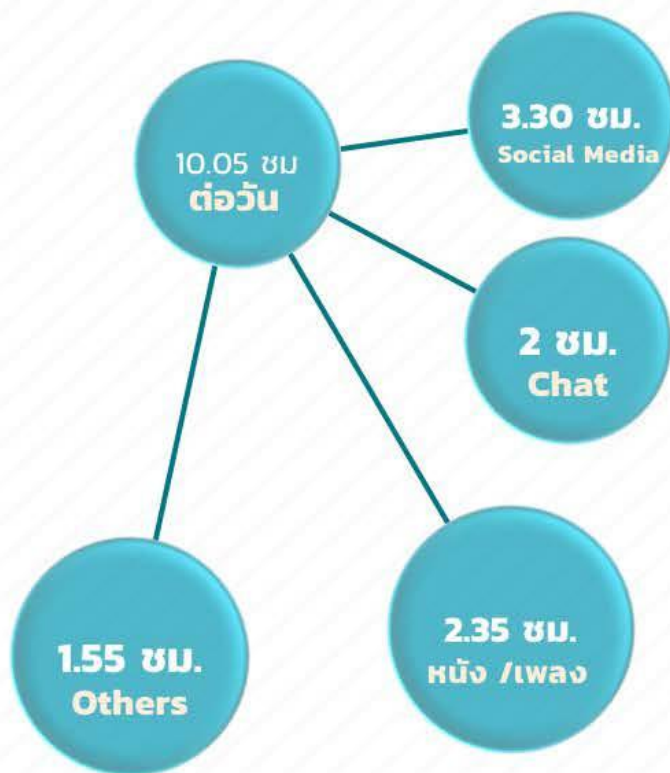 10.05 ชม
ต่อวัน
3.30 ชม.
Social Media
2 ชม.
Chat
2.35 ชม.
หนัง /เพลง
1.55 ชม.
Others